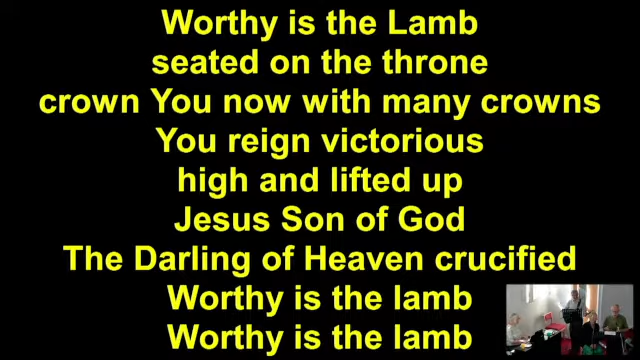 Worthy is the Lamb
seated on the throne
crown You now with many crowns
You reign victorious
high and lifted up
Jesus Son of God
The Darling of Heaven crucified
Worthy is the lamb
Worthy is the lamb